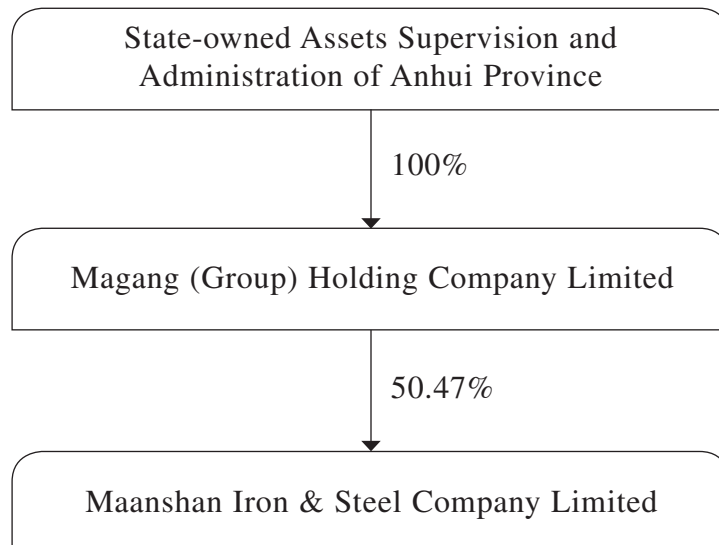 State-owned Assets Supervision and
Administration of Anhui Province
100%
Magang (Group) Holding Company Limited
50.47%
Maanshan Iron & Steel Company Limited